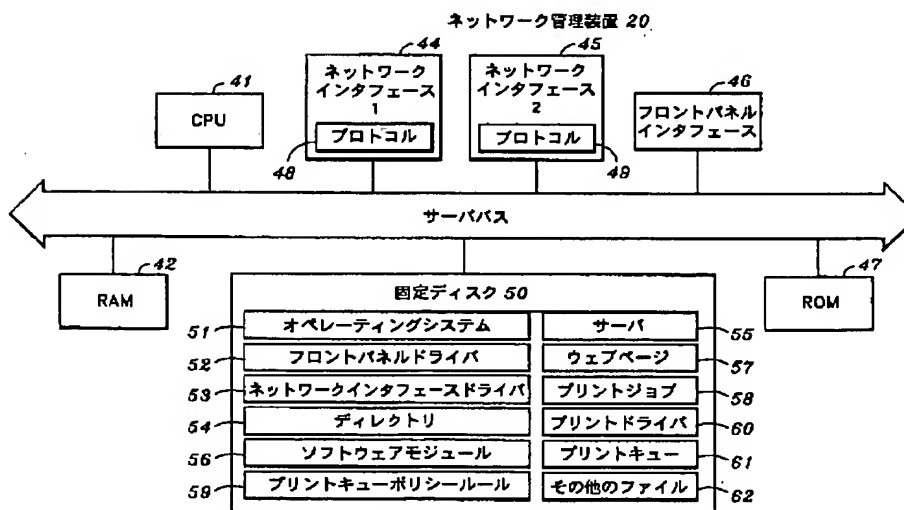 ネットワーク管理装置 20
41
CPU
44
ネットワーク
インタフェース
1
プロトコル
48
45
ネットワーク
インタフェース
2
プロトコル
49
46
フロントパネル
インタフェース
サーババス
42
RAM
47
ROM
固定ディスク 50
51
オペレーティングシステム
サーバ
55
52
フロントパネルドライバ
ウェブページ
57
53
ネットワークインタフェースドライバ
プリントジョブ
58
54
ディレクトリ
プリントドライバ
60
56
ソフトウェアモジュール
プリントキュー
61
59
プリントキューポリシールール
その他のファイル
62